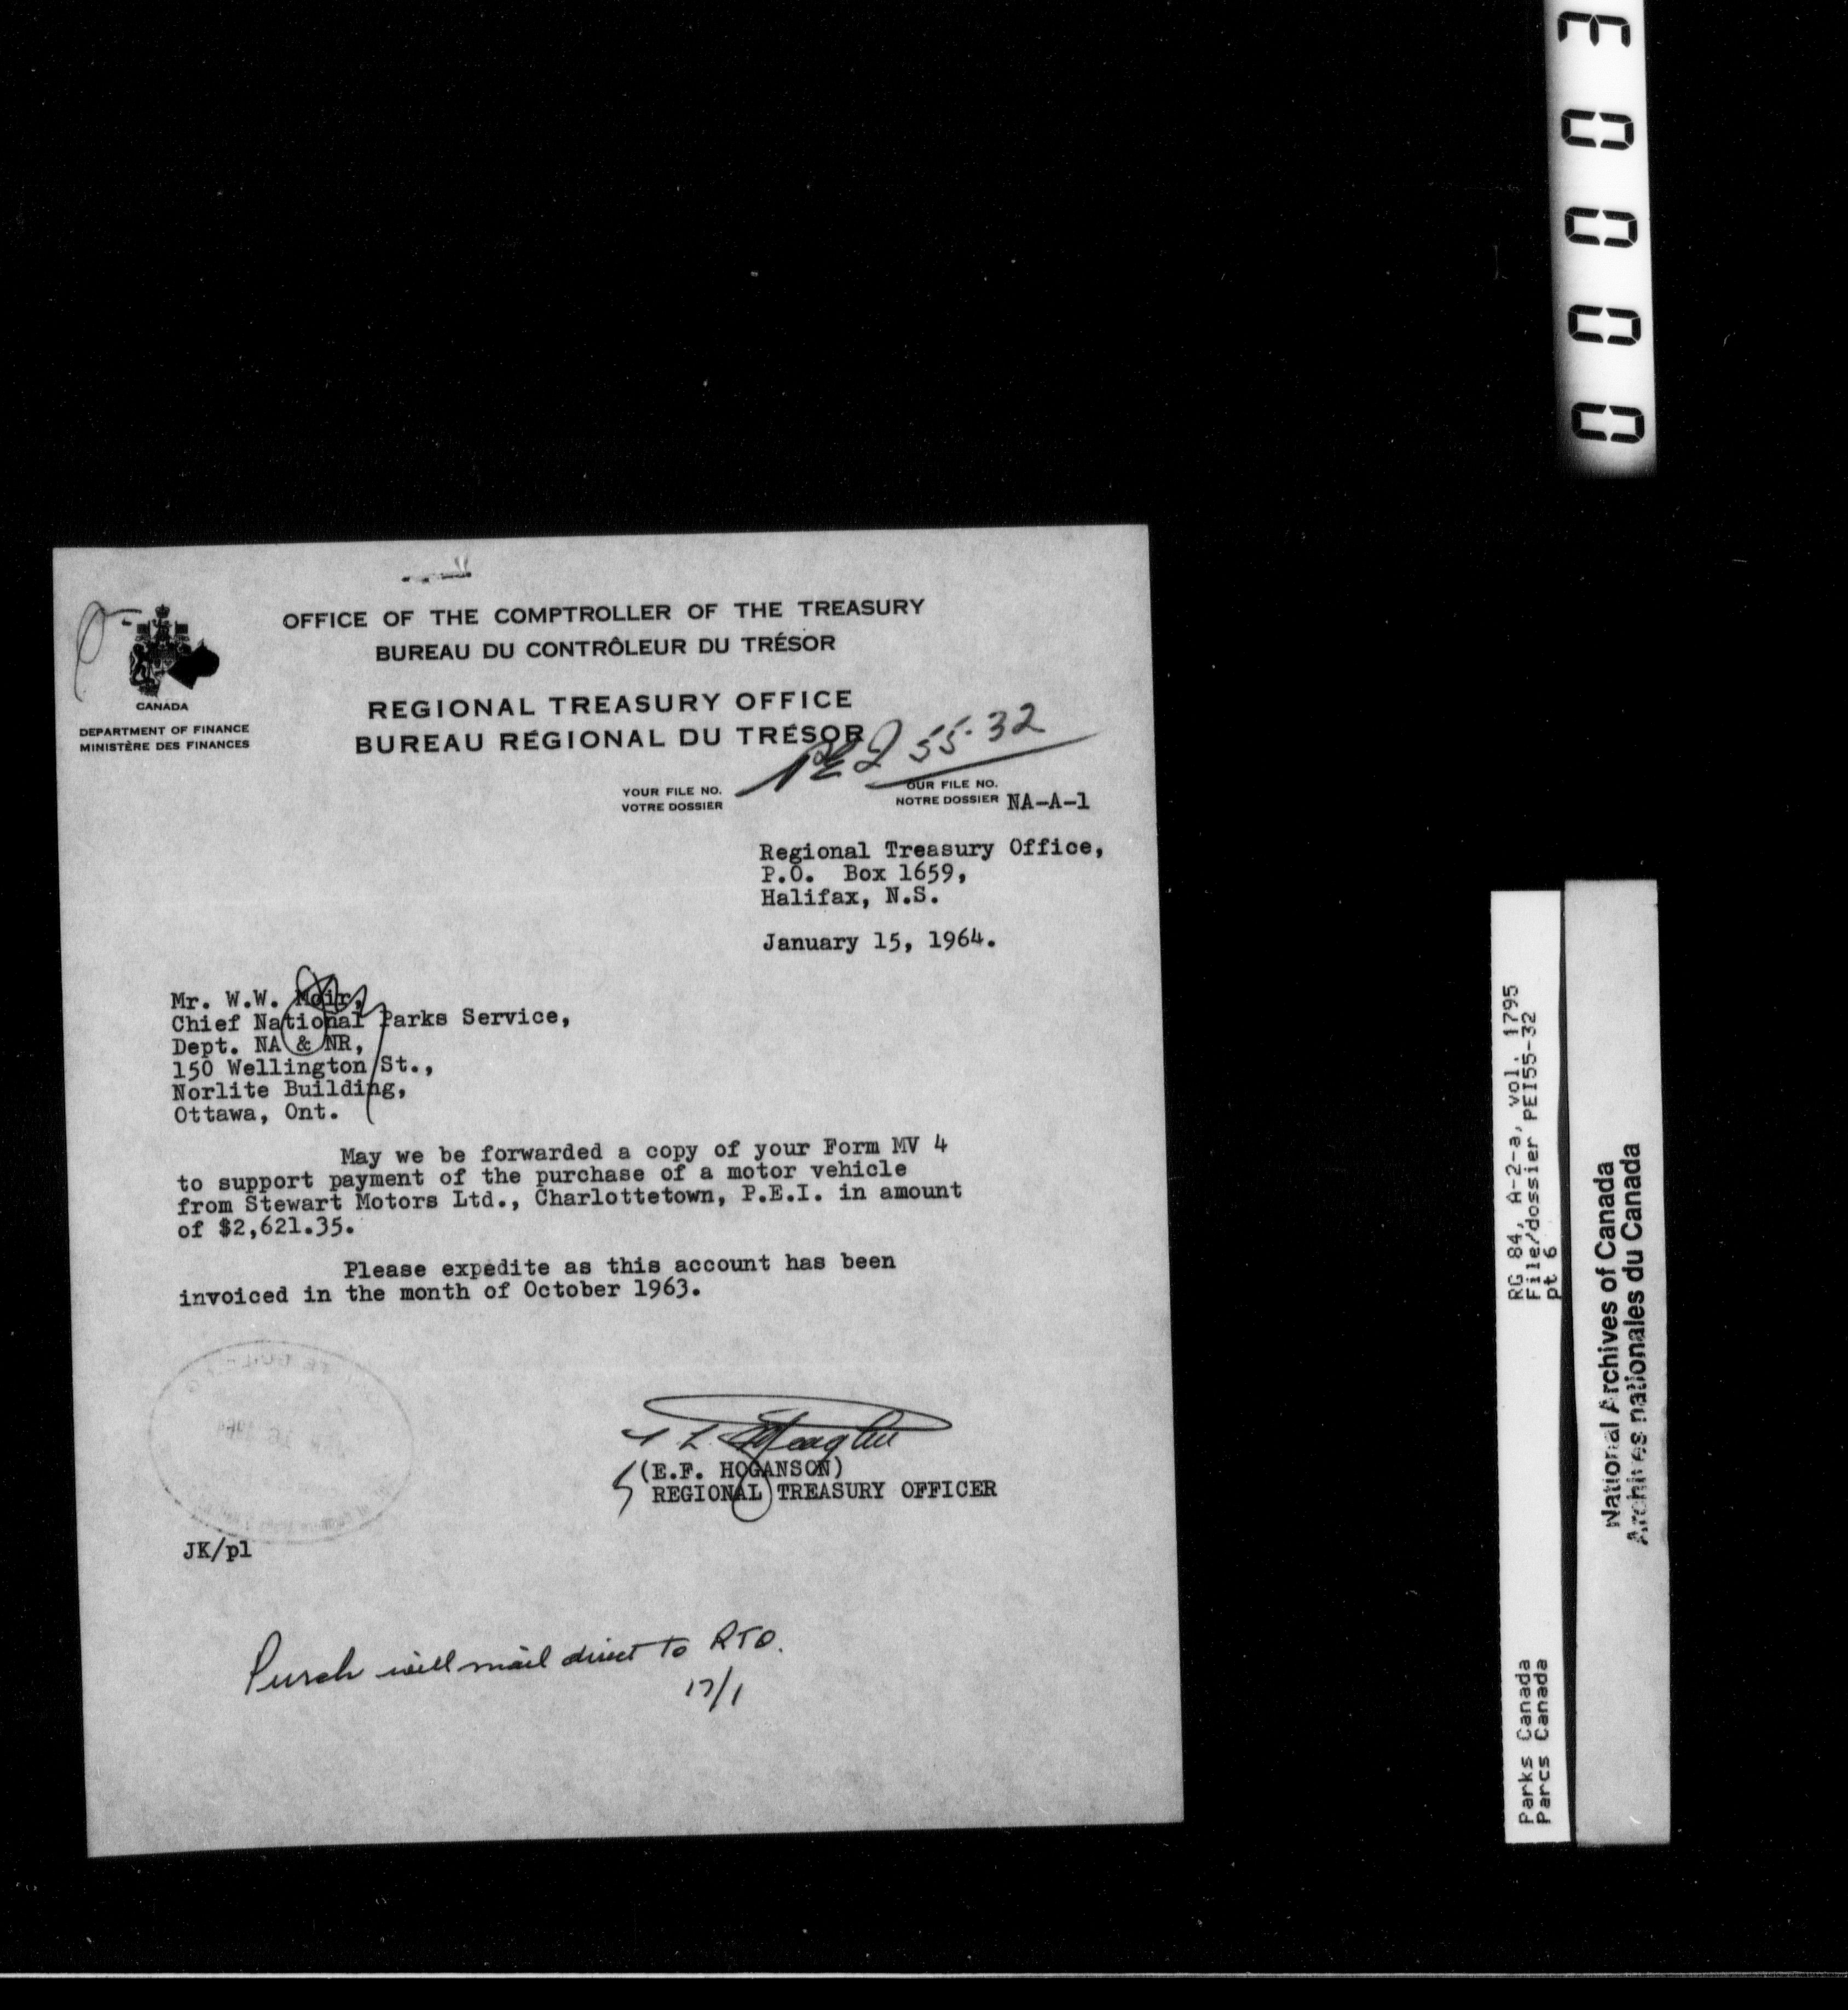 OFFICE OF THE COMPTROLLER OF THE TREASURY
BUREAU DU CONTRÔLEUR DU TRÉSOR
REGIONAL TREASURY OFFICE
BUREAU RÉGIONAL DU TRÉSOR
CANADA
DEPARTMENT OF FINANCE
MINISTÈRE DES FINANCES
55-32
YOUR FILE NO.
VOTRE DOSSIER
OUR FILE NO.
NOTRE DOSSIER NA-A-1
Regional Treasury Office,
P.O. Box 1659,
Halifax, N.S.
January 15, 1964.
Mr. W.W. Moir,
Chief National Parks Service,
Dept. NA & NR,
150 Wellington St.,
Norlite Building,
Ottawa, Ont.
May we be forwarded a copy of your Form MV 4
to support payment of the purchase of a motor vehicle
from Stewart Motors Ltd., Charlottetown, P.E.I. in amount
of $2,621.35.
Please expedite as this account has been
invoiced in the month of October 1963.
(E.F. HOGANSON)
REGIONAL TREASURY OFFICER
JK/pl
Purch will mail direct to RTO.
17/1
00003
RG 84, A-2-a, vol. 1795
File/dossier PEI55-32
pt 6
Parks Canada
Parcs Canada
National Archives of Canada
Archives nationales du Canada